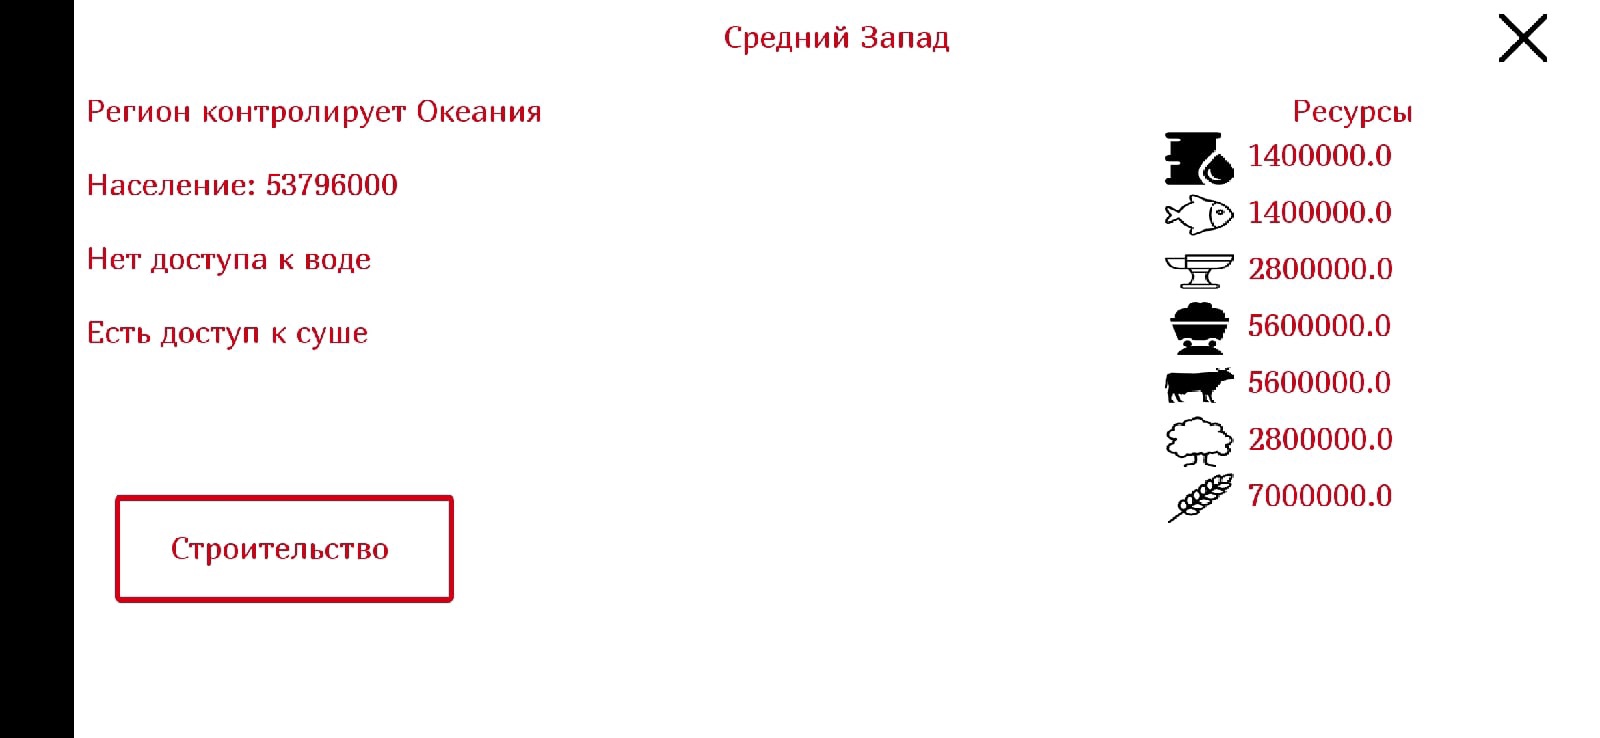 Средний Запад
Регион контролирует Океания
Население: 53796000
Нет доступа к воде
Есть доступ к суше
Строительство
Ресурсы
1400000.0
1400000.0
2800000.0
5600000.0
5600000.0
2800000.0
7000000.0